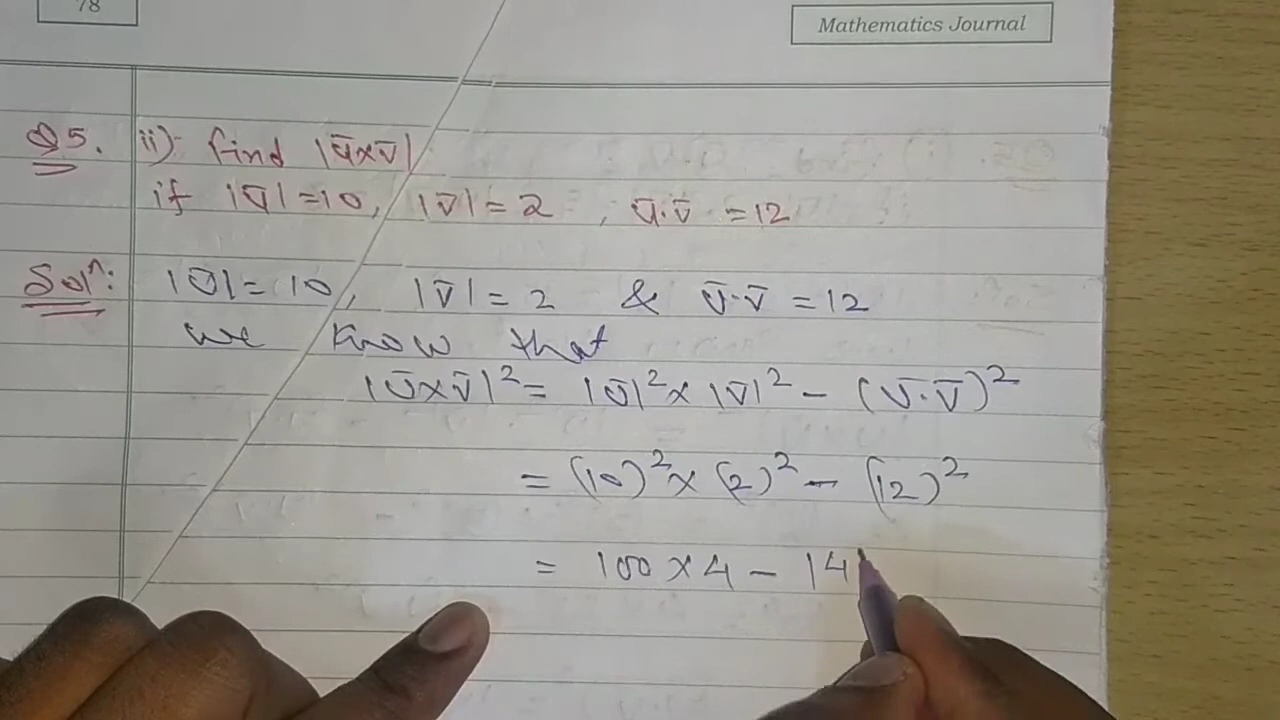 78
Mathematics Journal
Q5. ii) find |ū×v̄|
if |ū|=10, |v̄|=2, ū.v̄ =12
Solⁿ: |ū|=10, |v̄|=2 & ū.v̄ =12
we know that
|ū×v̄|² = |ū|²×|v̄|² - (ū.v̄)²
= (10)²×(2)² - (12)²
= 100×4 - 14